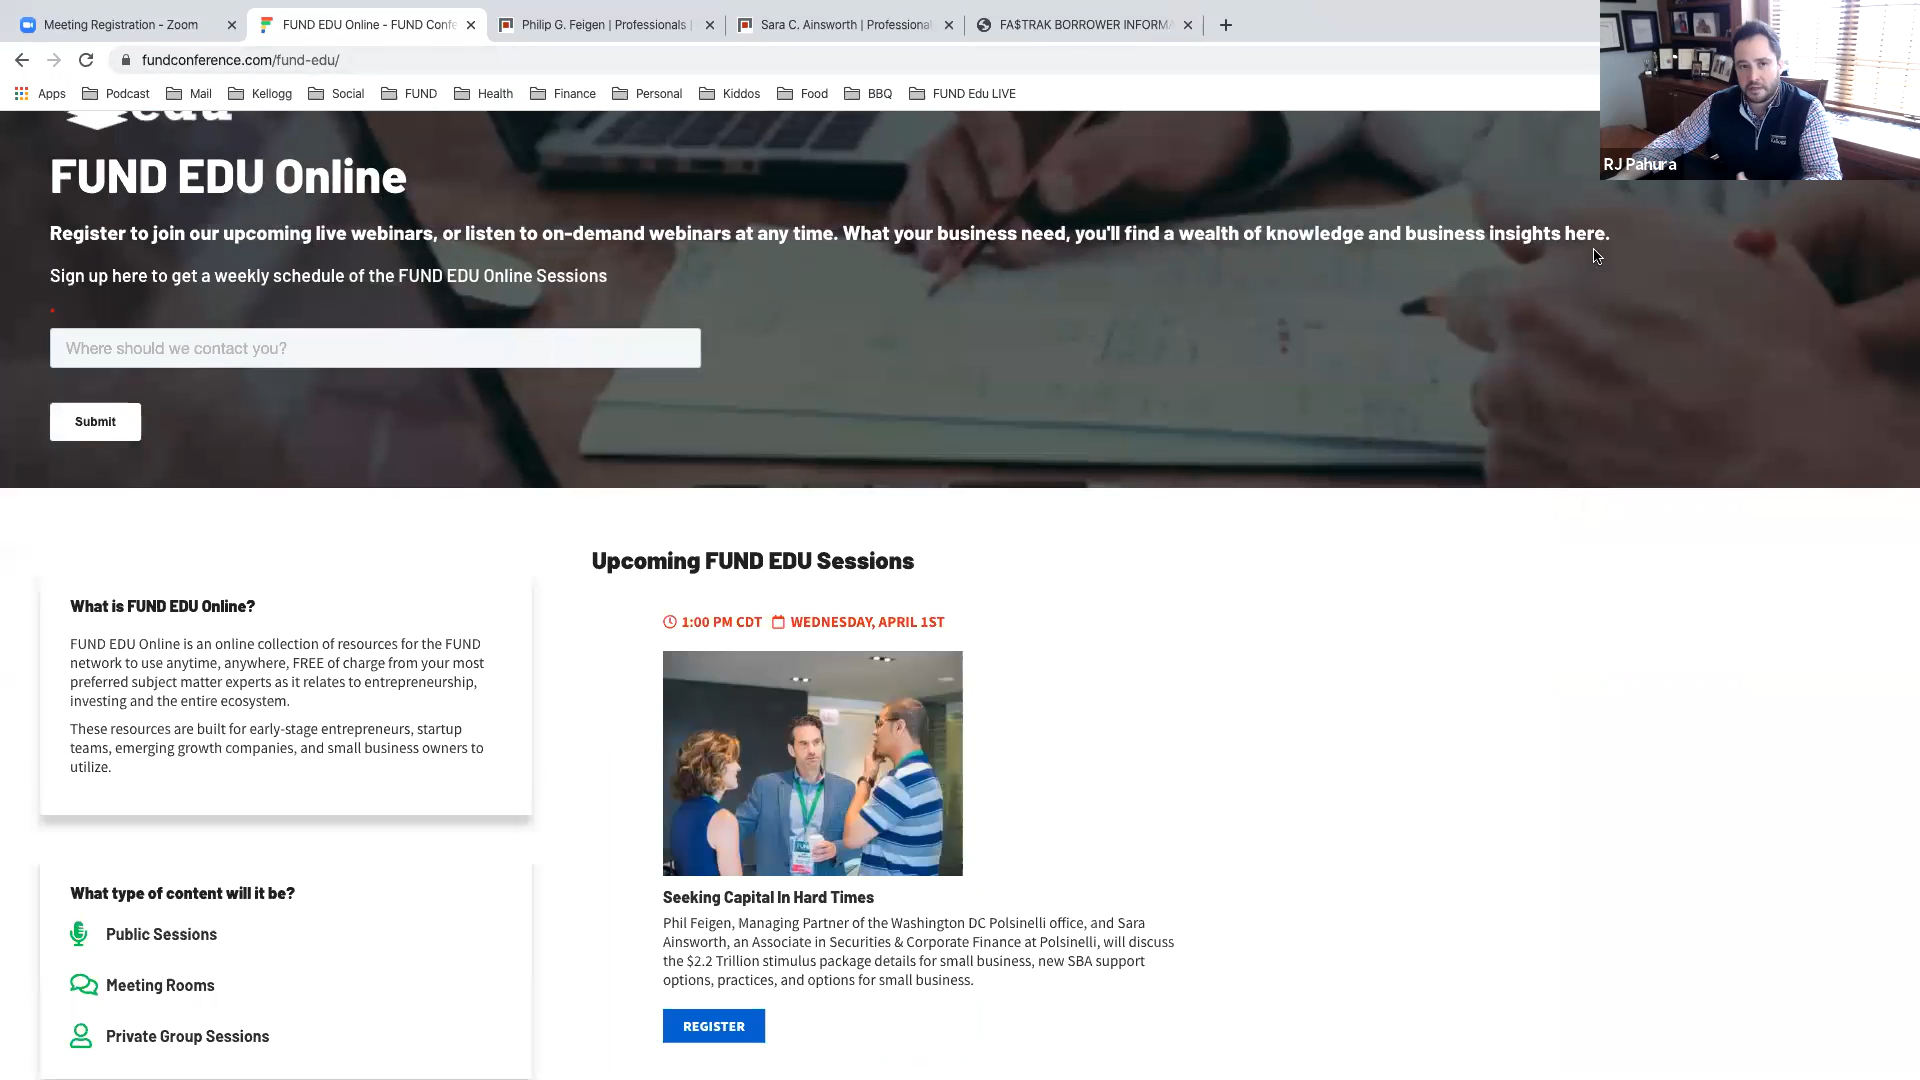 Meeting Registration - Zoom
FUND EDU Online - FUND Confe
Philip G. Feigen | Professionals |
Sara C. Ainsworth | Professional
FA$TRAK BORROWER INFORMA
fundconference.com/fund-edu/
Apps
Podcast
Mail
Kellogg
Social
FUND
Health
Finance
Personal
Kiddos
Food
BBQ
FUND Edu LIVE
RJ Pahura
edu
FUND EDU Online
Register to join our upcoming live webinars, or listen to on-demand webinars at any time. What your business need, you'll find a wealth of knowledge and business insights here.
Sign up here to get a weekly schedule of the FUND EDU Online Sessions
*
Where should we contact you?
Submit
What is FUND EDU Online?
FUND EDU Online is an online collection of resources for the FUND
network to use anytime, anywhere, FREE of charge from your most
preferred subject matter experts as it relates to entrepreneurship,
investing and the entire ecosystem.
These resources are built for early-stage entrepreneurs, startup
teams, emerging growth companies, and small business owners to
utilize.
What type of content will it be?
Public Sessions
Meeting Rooms
Private Group Sessions
Upcoming FUND EDU Sessions
1:00 PM CDT WEDNESDAY, APRIL 1ST
Seeking Capital In Hard Times
Phil Feigen, Managing Partner of the Washington DC Polsinelli office, and Sara
Ainsworth, an Associate in Securities & Corporate Finance at Polsinelli, will discuss
the $2.2 Trillion stimulus package details for small business, new SBA support
options, practices, and options for small business.
REGISTER